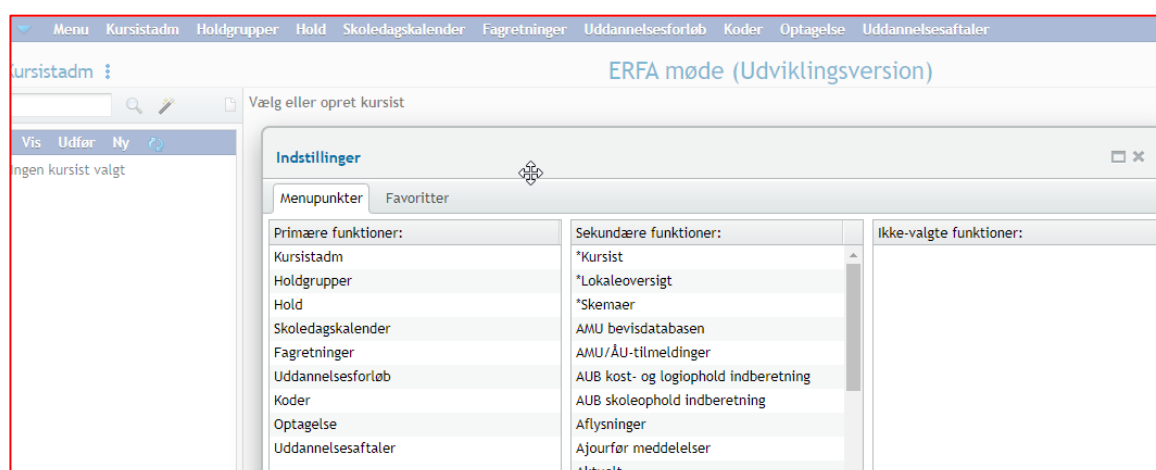 Menu Kursistadm Holdgrupper Hold Skoledagskalender Fagretninger Uddannelsesforløb Koder Optagelse Uddannelsesaftaler
ERFA møde (Udviklingsversion)
Vælg eller opret kursist
Vis Udfør Ny
kursist valgt
Indstillinger
Menupunkter Favoritter
Primære funktioner: Sekundære funktioner: Ikke-valgte funktioner:
Kursistadm *Kursist
Holdgrupper *Lokaleoversigt
Hold *Skemaer
Skoledagskalender AMU bevisdatabasen
Fagretninger AMU/ÅU-tilmeldinger
Uddannelsesforløb AUB kost- og logiophold indberetning
Koder AUB skoleophold indberetning
Optagelse Aflysninger
Uddannelsesaftaler Ajourfør meddelelser